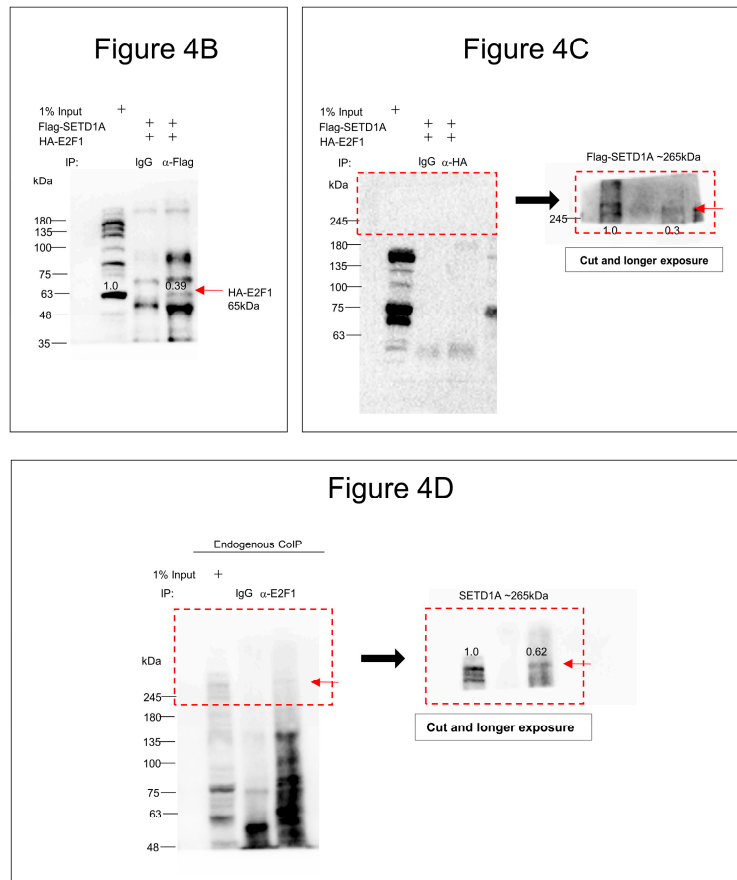 Figure 4B
1% Input +
Flag-SETD1A + +
HA-E2F1 + +
IP: IgG α-Flag
kDa
180
135
100
75
63
48
35
1.0 0.39
HA-E2F1
65kDa
Figure 4C
1% Input +
Flag-SETD1A + +
HA-E2F1 + +
IP: IgG α-HA
kDa
245
180
135
100
75
63
Flag-SETD1A ~265kDa
245
1.0 0.3
Cut and longer exposure
Figure 4D
Endogenous CoIP
1% Input +
IP: IgG α-E2F1
kDa
245
180
135
100
75
63
48
SETD1A ~265kDa
1.0 0.62
Cut and longer exposure